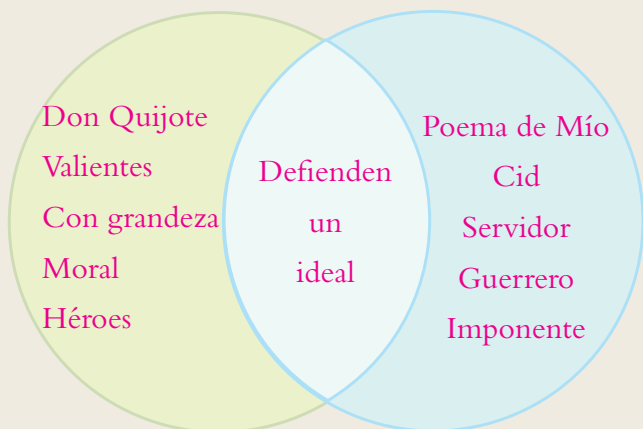 Don Quijote
Valientes
Con grandeza
Moral
Héroes
Defienden
un
ideal
Poema de Mío
Cid
Servidor
Guerrero
Imponente